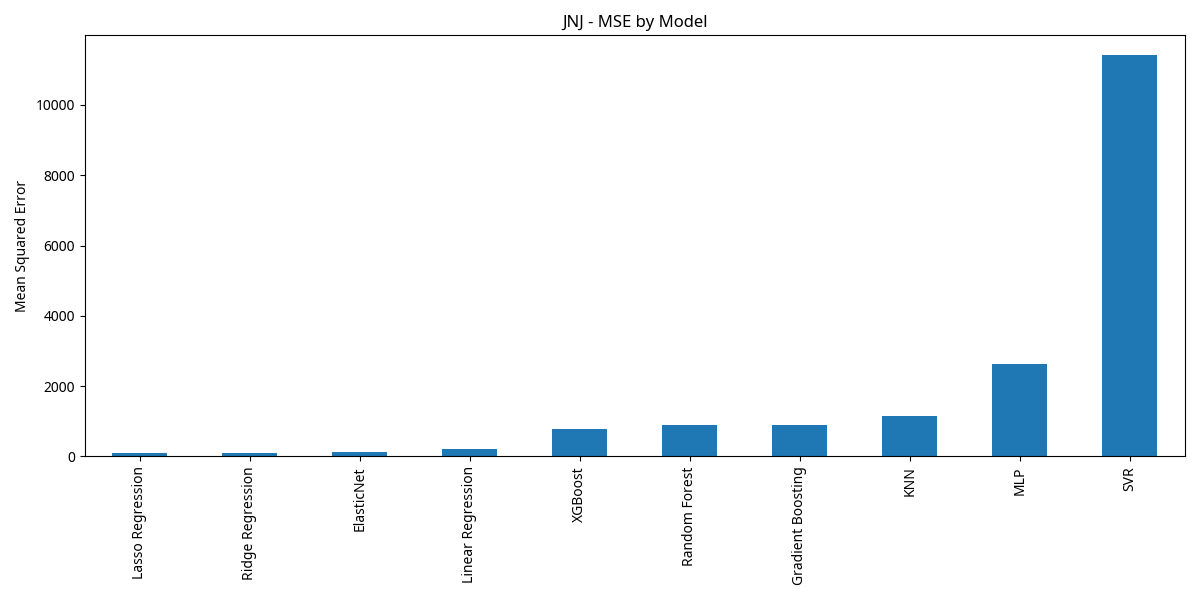 JNJ - MSE by Model
Mean Squared Error
10000
8000
6000
4000
2000
0
Lasso Regression
Ridge Regression
ElasticNet
Linear Regression
XGBoost
Random Forest
Gradient Boosting
KNN
MLP
SVR